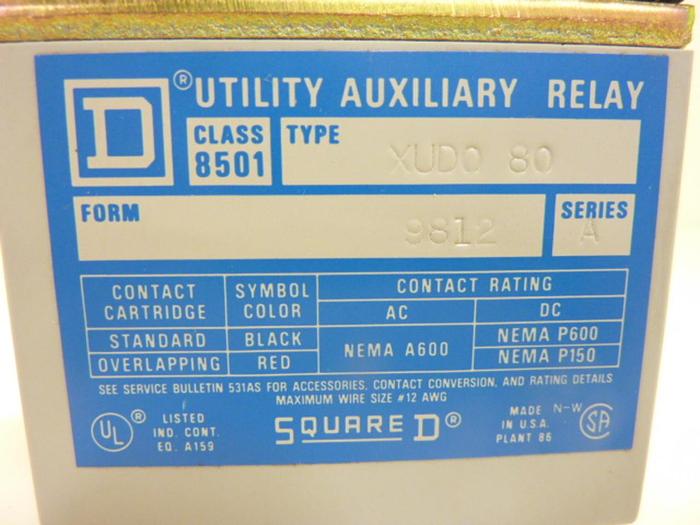 D ® UTILITY AUXILIARY RELAY
CLASS 8501 TYPE XUDO 80
FORM 9812 SERIES A
CONTACT CARTRIDGE SYMBOL COLOR CONTACT RATING
AC DC
STANDARD BLACK NEMA A600 NEMA P600
OVERLAPPING RED NEMA P150
SEE SERVICE BULLETIN 531AS FOR ACCESSORIES, CONTACT CONVERSION, AND RATING DETAILS
MAXIMUM WIRE SIZE #12 AWG
UL ® LISTED
IND. CONT.
EQ. A159
SQUARE D ®
MADE N-W
IN U.S.A.
PLANT 86
SA